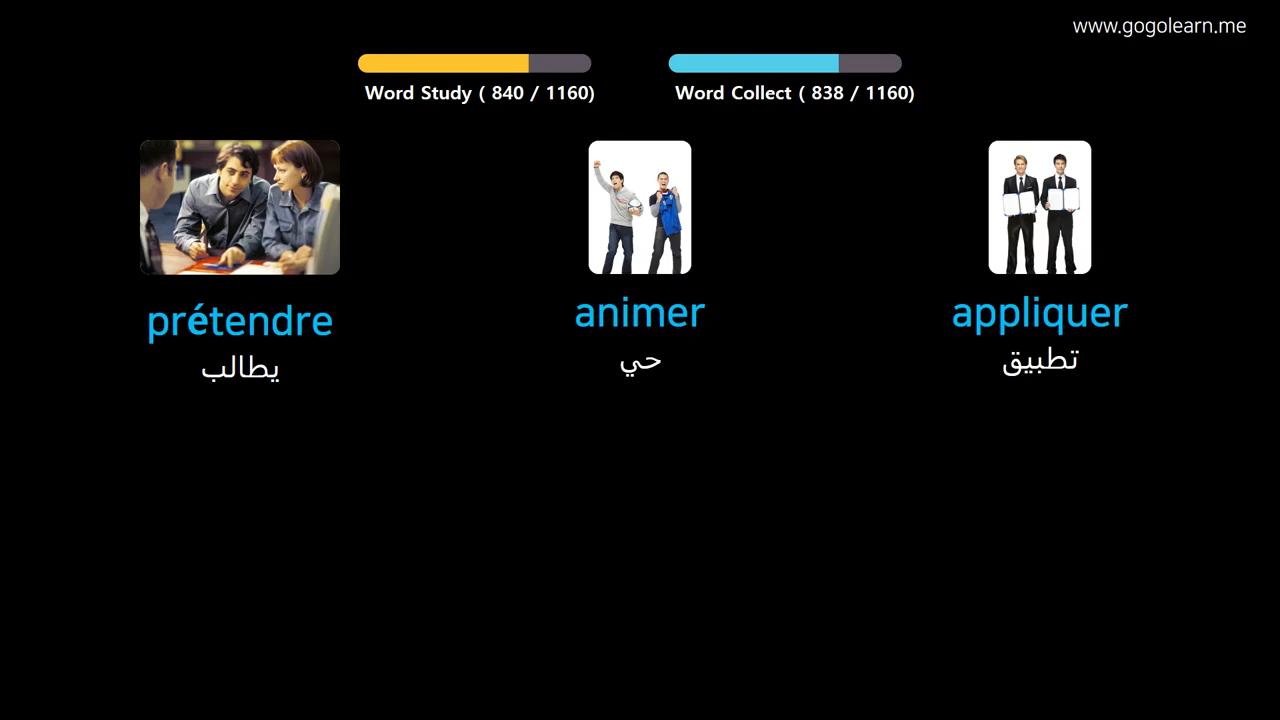 www.gogolearn.me
Word Study ( 840 / 1160)
Word Collect ( 838 / 1160)
prétendre
يطالب
animer
حي
appliquer
تطبيق